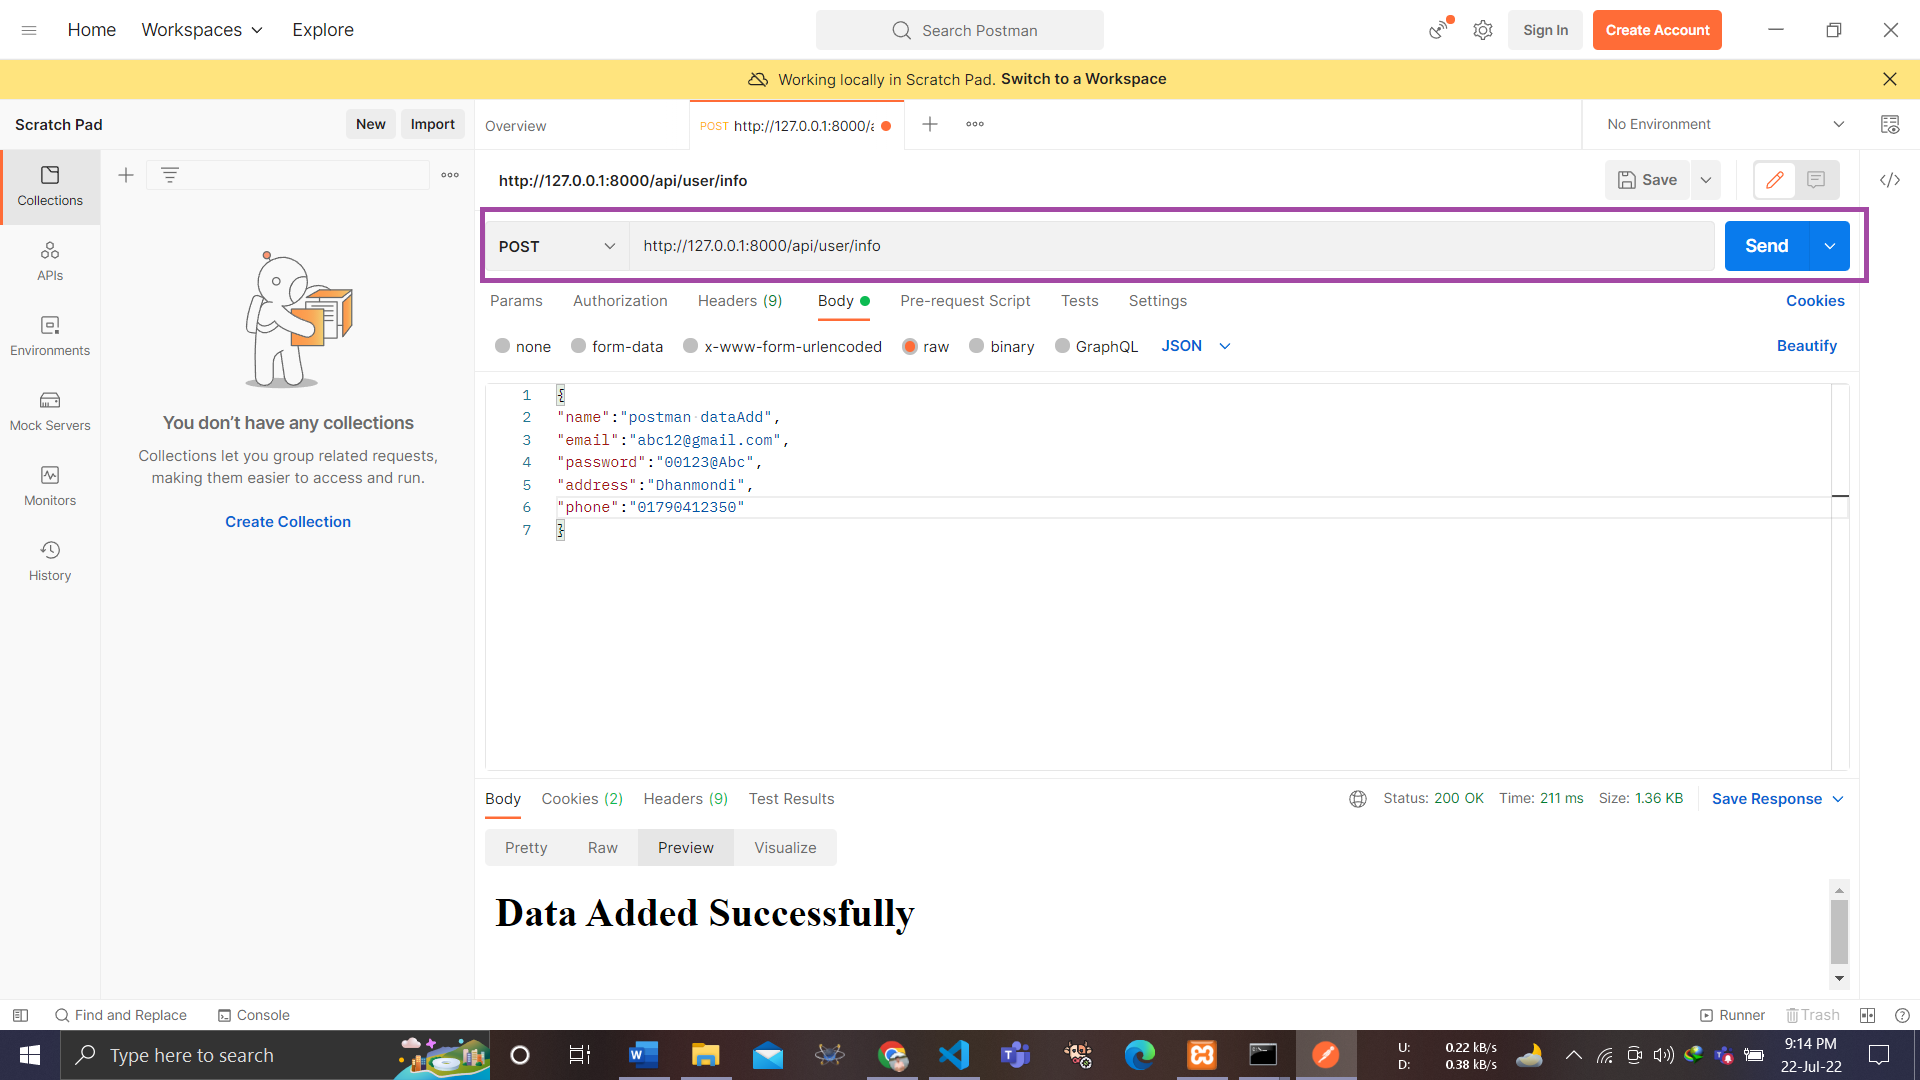 Home Workspaces Explore Search Postman Sign In Create Account
Working locally in Scratch Pad. Switch to a Workspace
Scratch Pad New Import Overview POST http://127.0.0.1:8000/a No Environment
http://127.0.0.1:8000/api/user/info Save
Collections
POST http://127.0.0.1:8000/api/user/info Send
APIs
Params Authorization Headers (9) Body Pre-request Script Tests Settings Cookies
none form-data x-www-form-urlencoded raw binary GraphQL JSON Beautify
Environments
Mock Servers
Monitors
History
You don't have any collections
Collections let you group related requests,
making them easier to access and run.
Create Collection
1 {
2 "name":"postman dataAdd",
3 "email":"abc12@gmail.com",
4 "password":"00123@Abc",
5 "address":"Dhanmondi",
6 "phone":"01790412350"
7 }
Body Cookies (2) Headers (9) Test Results Status: 200 OK Time: 211 ms Size: 1.36 KB Save Response
Pretty Raw Preview Visualize
Data Added Successfully
Find and Replace Console Runner Trash
Type here to search
U: 0.22 kB/s
D: 0.38 kB/s
9:14 PM
22-Jul-22